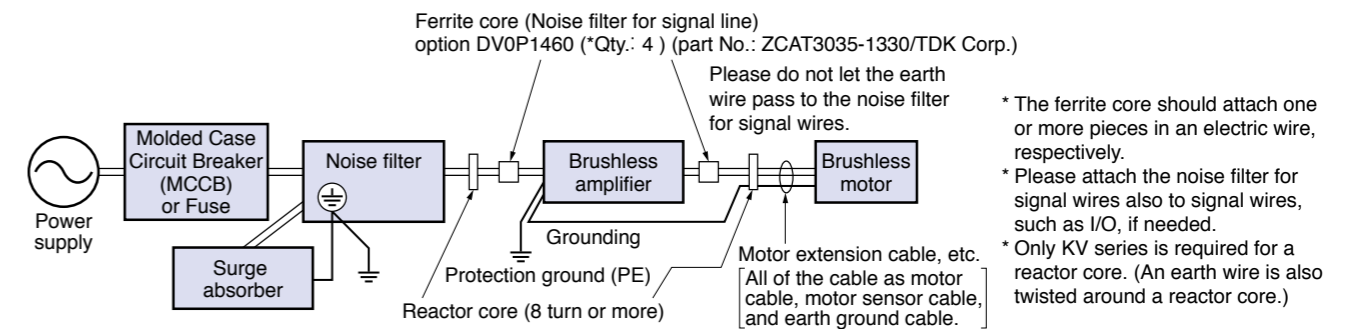 Ferrite core (Noise filter for signal line)
option DV0P1460 (*Qty.: 4 ) (part No.: ZCAT3035-1330/TDK Corp.)
Please do not let the earth
wire pass to the noise filter
for signal wires.
Power
supply
Molded Case
Circuit Breaker
(MCCB)
or Fuse
Noise filter
Surge
absorber
Brushless
amplifier
Brushless
motor
Grounding
Protection ground (PE)
Reactor core (8 turn or more)
Motor extension cable, etc.
All of the cable as motor
cable, motor sensor cable,
and earth ground cable.
* The ferrite core should attach one
or more pieces in an electric wire,
respectively.
* Please attach the noise filter for
signal wires also to signal wires,
such as I/O, if needed.
* Only KV series is required for a
reactor core. (An earth wire is also
twisted around a reactor core.)